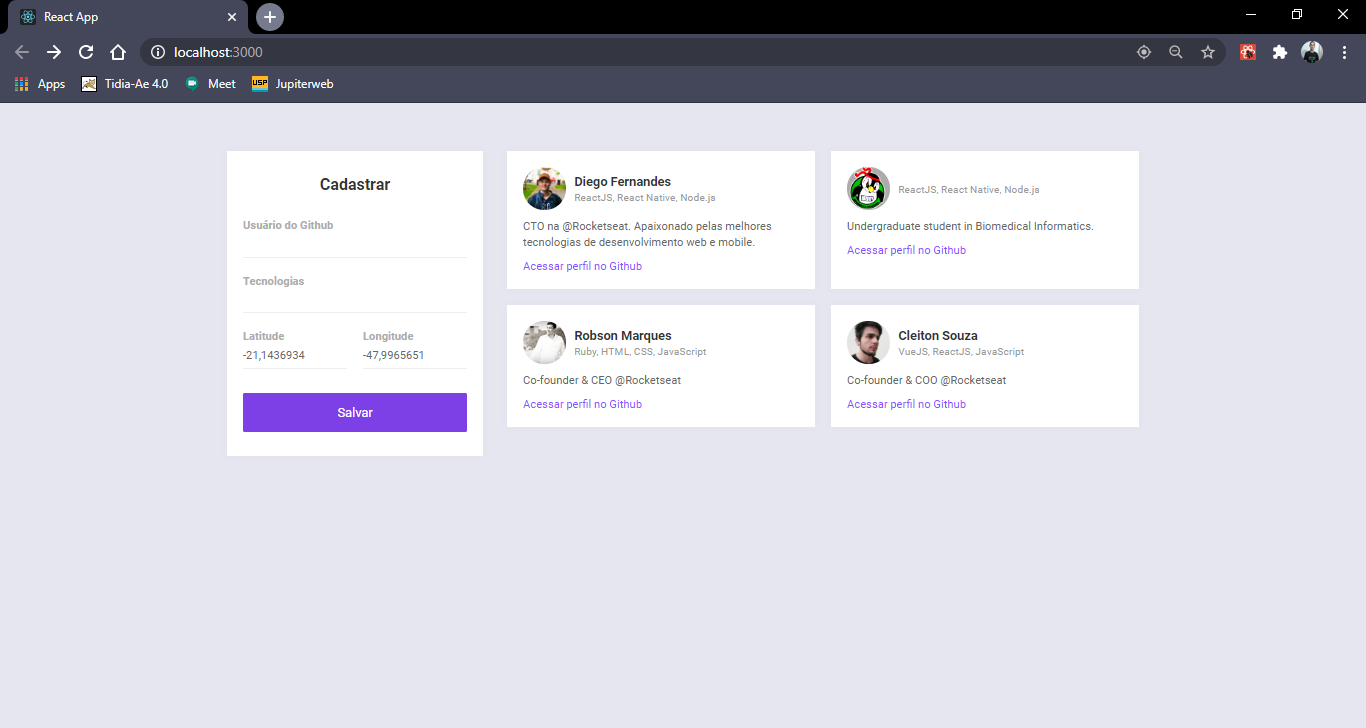 React App
localhost:3000
Apps
Tidia-Ae 4.0
Meet
USP
Jupiterweb
Cadastrar
Usuário do Github
Tecnologias
Latitude
Longitude
-21,1436934
-47,9965651
Salvar
Diego Fernandes
ReactJS, React Native, Node.js
CTO na @Rocketseat. Apaixonado pelas melhores
tecnologias de desenvolvimento web e mobile.
Acessar perfil no Github
ReactJS, React Native, Node.js
Undergraduate student in Biomedical Informatics.
Acessar perfil no Github
Robson Marques
Ruby, HTML, CSS, JavaScript
Co-founder & CEO @Rocketseat
Acessar perfil no Github
Cleiton Souza
VueJS, ReactJS, JavaScript
Co-founder & COO @Rocketseat
Acessar perfil no Github